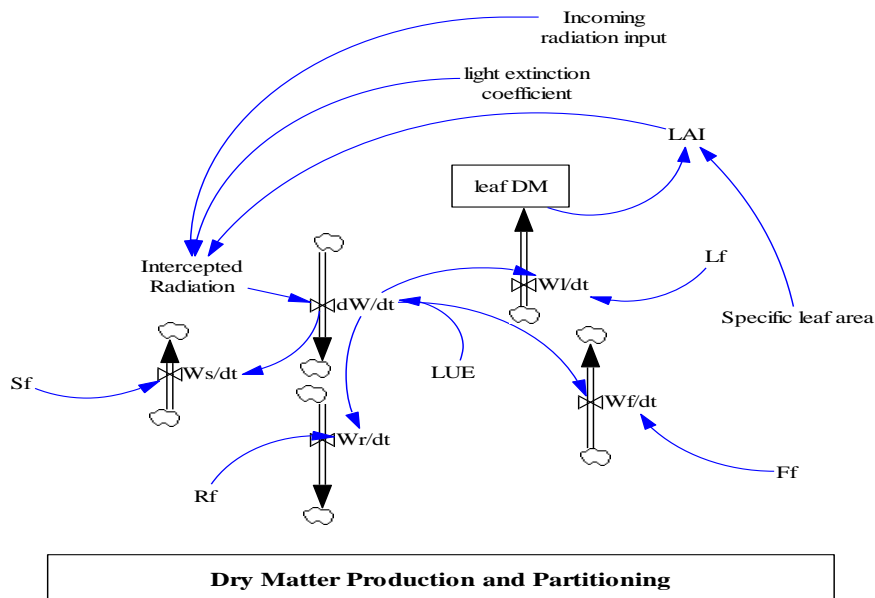 Incoming
radiation input
light extinction
coefficient
LAI
leaf DM
Intercepted
Radiation
dW/dt
Wl/dt
Lf
Specific leaf area
Sf
Ws/dt
LUE
Wf/dt
Wr/dt
Rf
Ff
Dry Matter Production and Partitioning